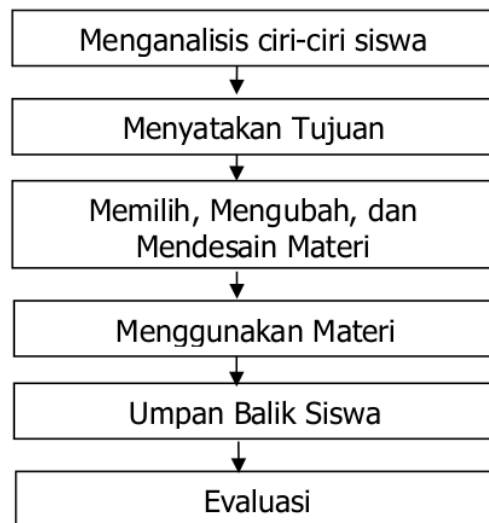 Menganalisis ciri-ciri siswa
Menyatakan Tujuan
Memilih, Mengubah, dan
Mendesain Materi
Menggunakan Materi
Umpan Balik Siswa
Evaluasi